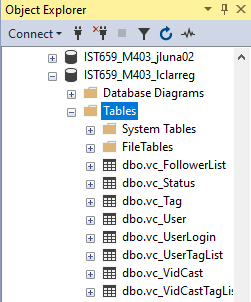 Object Explorer
Connect
IST659_M403_jluna02
IST659_M403_lclarreg
Database Diagrams
Tables
System Tables
FileTables
dbo.vc_FollowerList
dbo.vc_Status
dbo.vc_Tag
dbo.vc_User
dbo.vc_UserLogin
dbo.vc_UserTagList
dbo.vc_VidCast
dbo.vc_VidCastTagLis